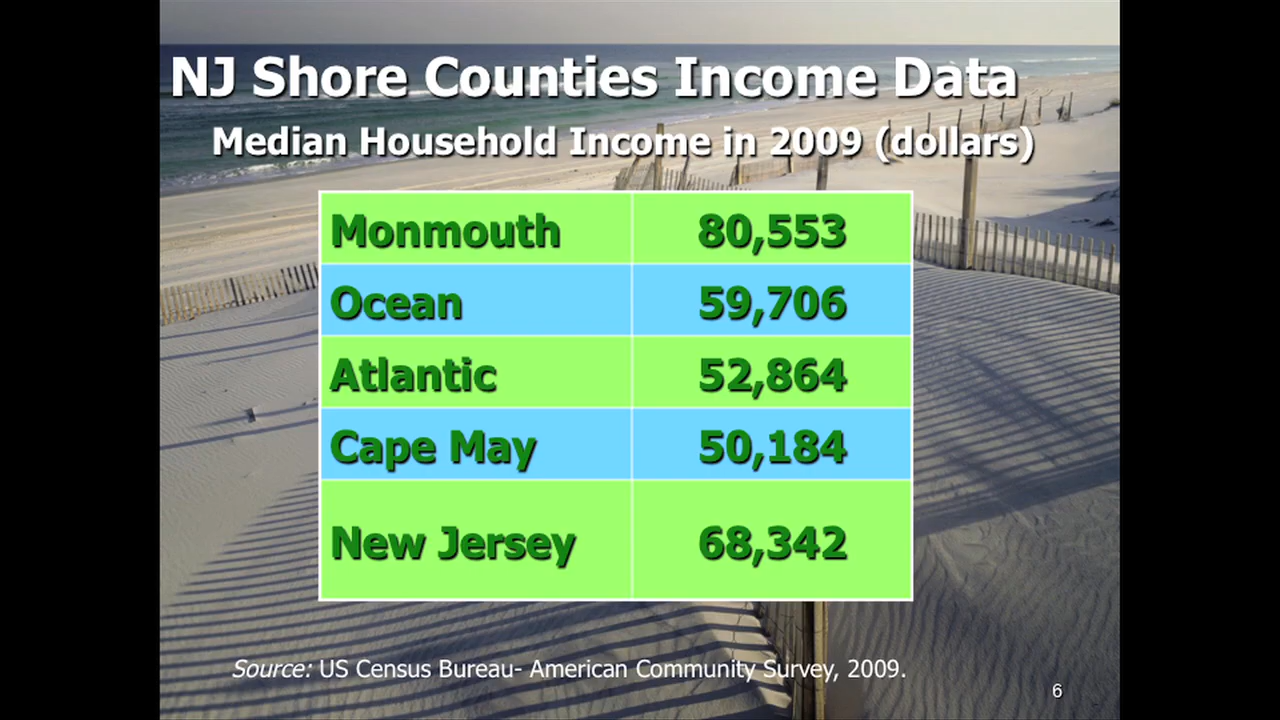 NJ Shore Counties Income Data
Median Household Income in 2009 (dollars)
Monmouth 80,553
Ocean 59,706
Atlantic 52,864
Cape May 50,184
New Jersey 68,342
Source: US Census Bureau- American Community Survey, 2009.
6